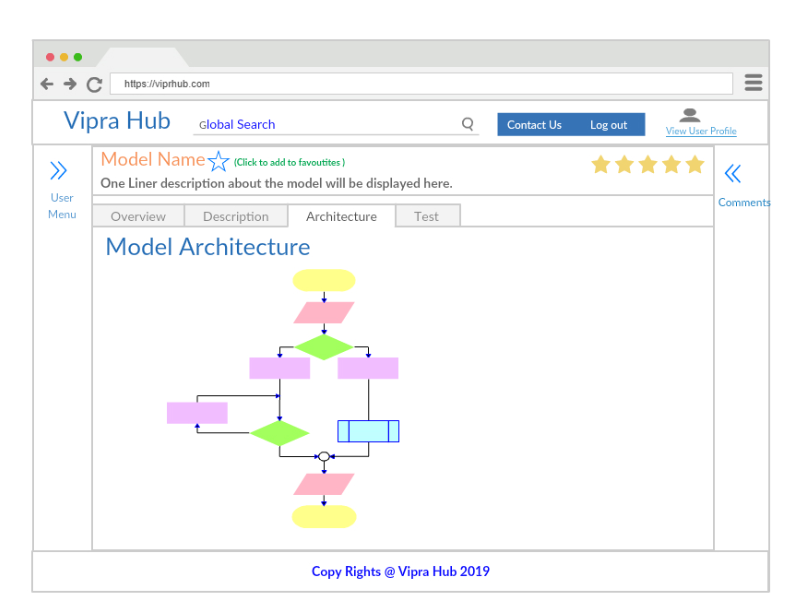 https://viprhub.com
Vipra Hub
Global Search
Contact Us
Log out
View User Profile
Model Name
(Click to add to favoutites )
One Liner description about the model will be displayed here.
User
Menu
Comments
Overview
Description
Architecture
Test
Model Architecture
Copy Rights @ Vipra Hub 2019